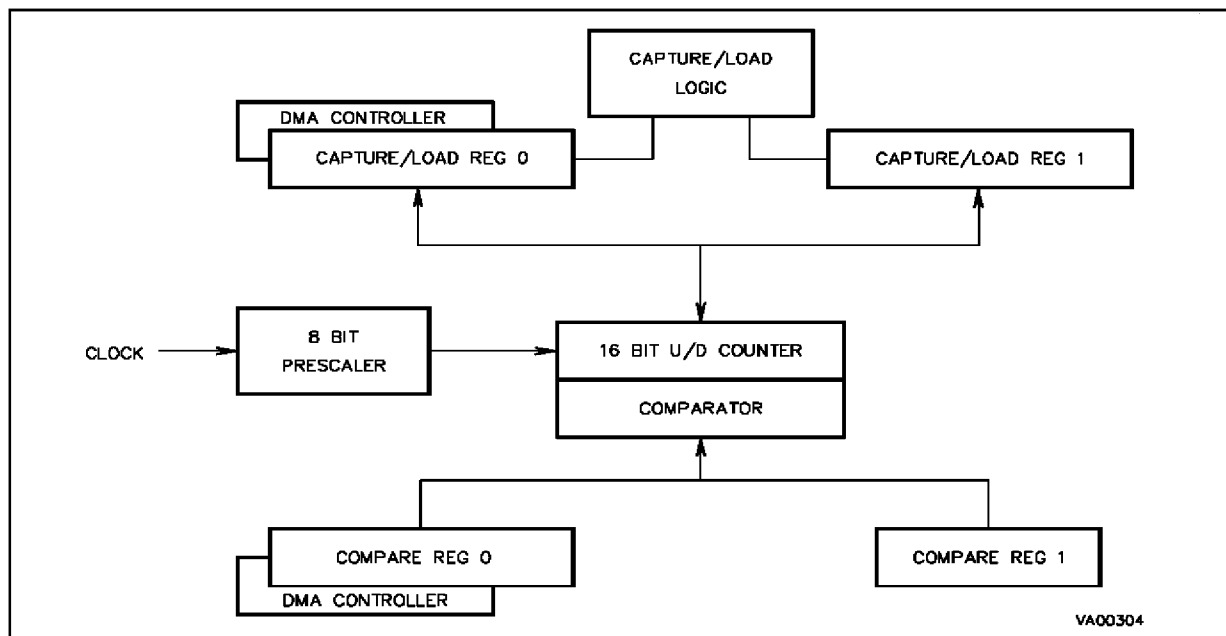 CAPTURE/LOAD
LOGIC
DMA CONTROLLER
CAPTURE/LOAD REG 0
CAPTURE/LOAD REG 1
CLOCK
8 BIT
PRESCALER
16 BIT U/D COUNTER
COMPARATOR
COMPARE REG 0
COMPARE REG 1
DMA CONTROLLER
VA00304